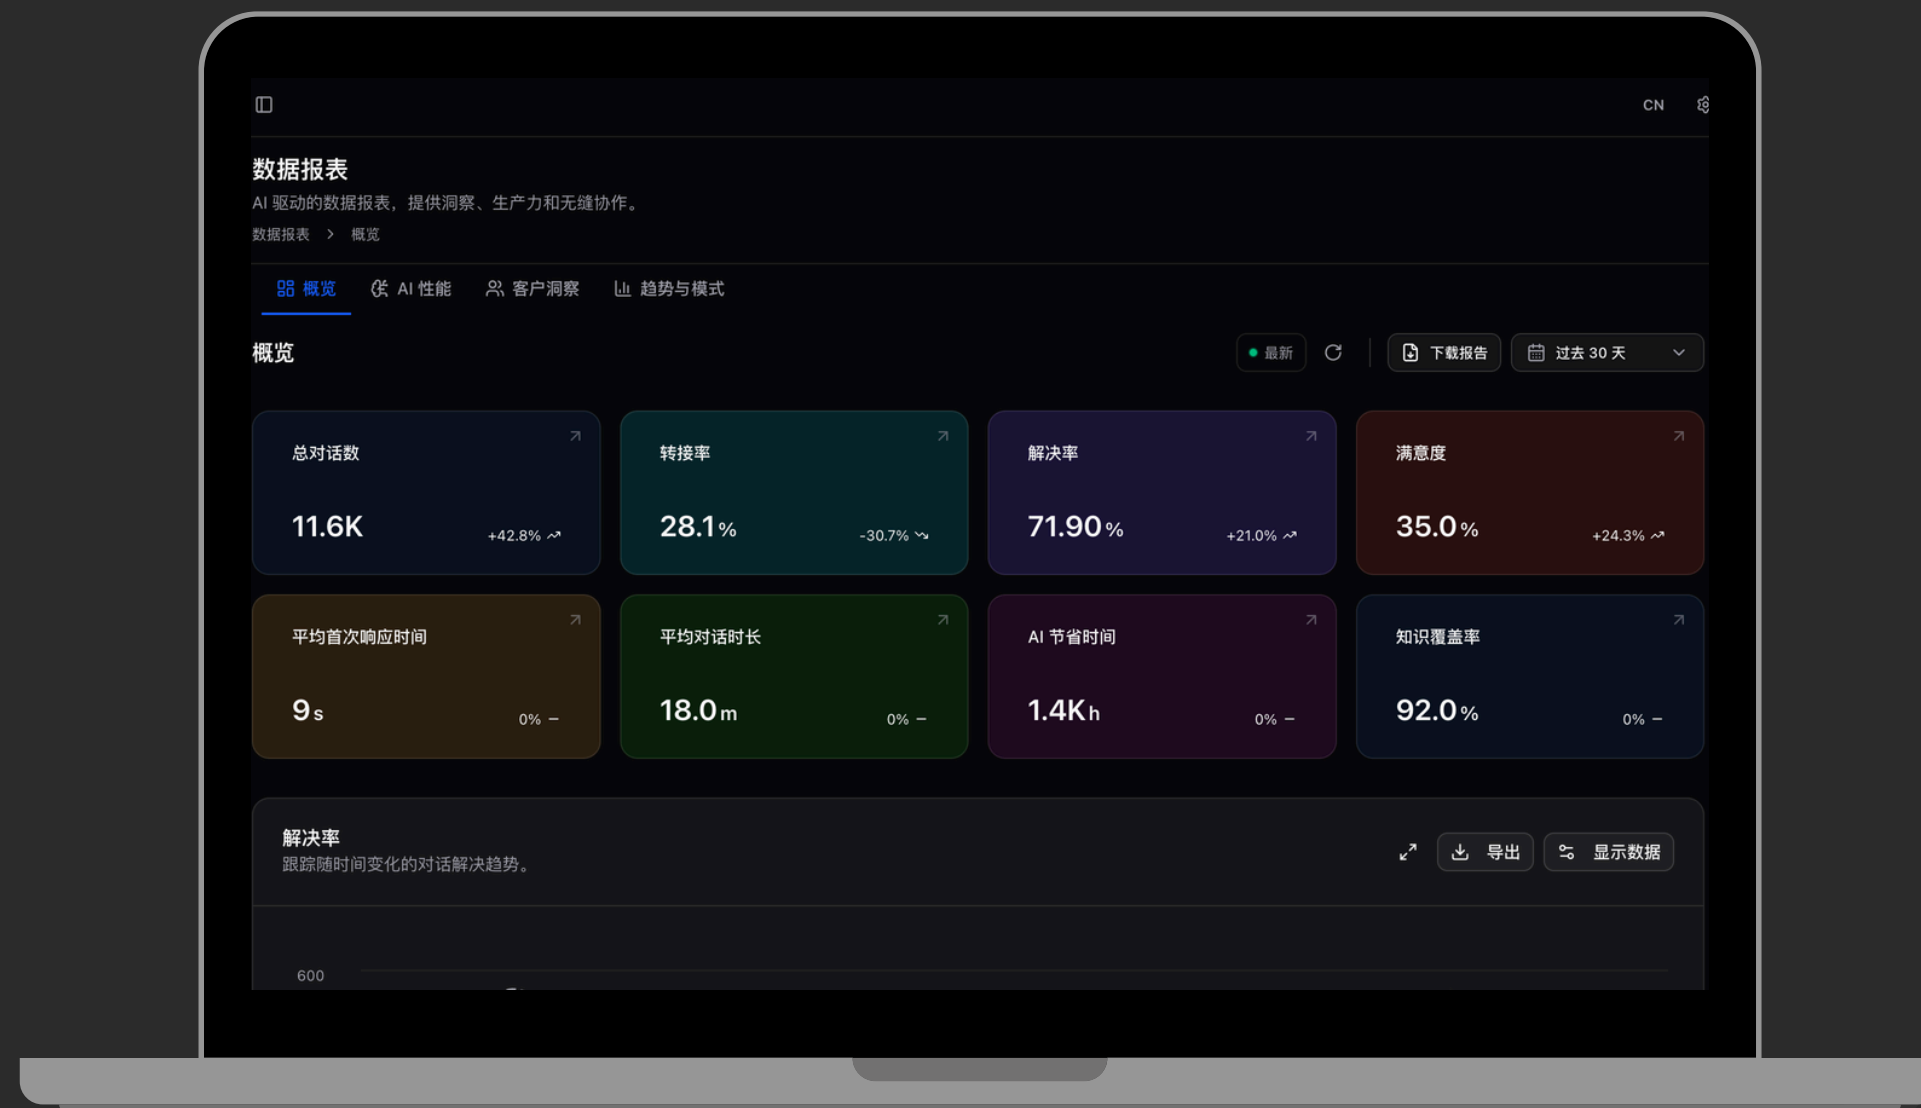 CN
数据报表
AI 驱动的数据报表，提供洞察、生产力和无缝协作。
数据报表 > 概览
概览 AI 性能 客户洞察 趋势与模式
概览 最新 下载报告 过去 30 天
总对话数 转接率 解决率 满意度
11.6K +42.8% 28.1% -30.7% 71.90% +21.0% 35.0% +24.3%
平均首次响应时间 平均对话时长 AI 节省时间 知识覆盖率
9s 0% 18.0m 0% 1.4Kh 0% 92.0% 0%
解决率
跟踪随时间变化的对话解决趋势。
导出 显示数据
600